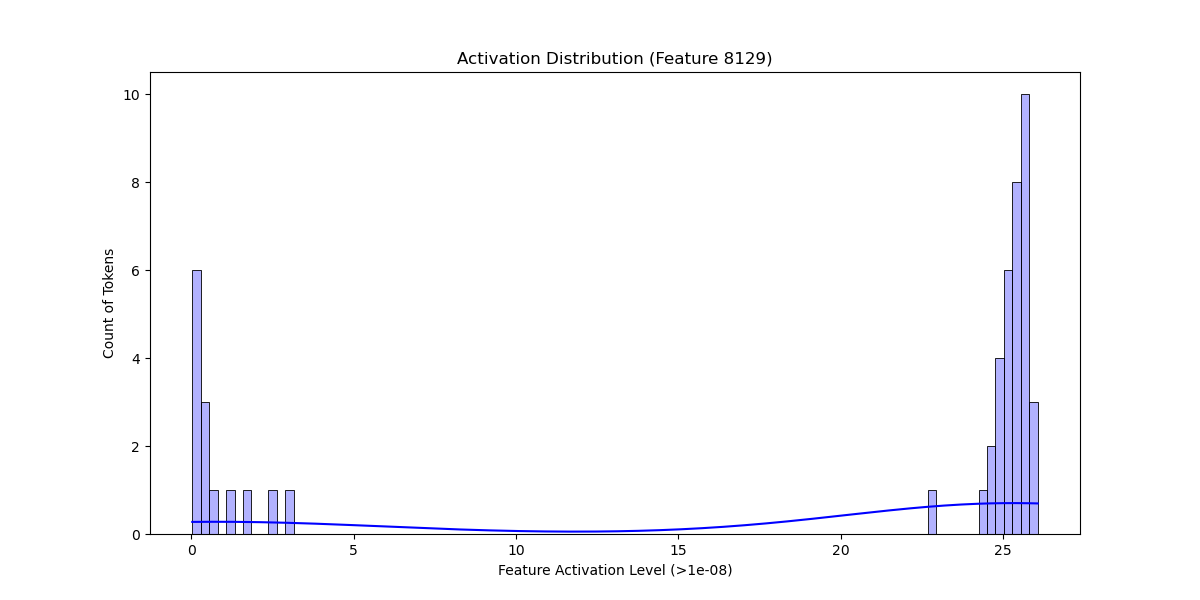 Activation Distribution (Feature 8129)
10
8
6
4
2
0
Count of Tokens
0 5 10 15 20 25
Feature Activation Level (>1e-08)